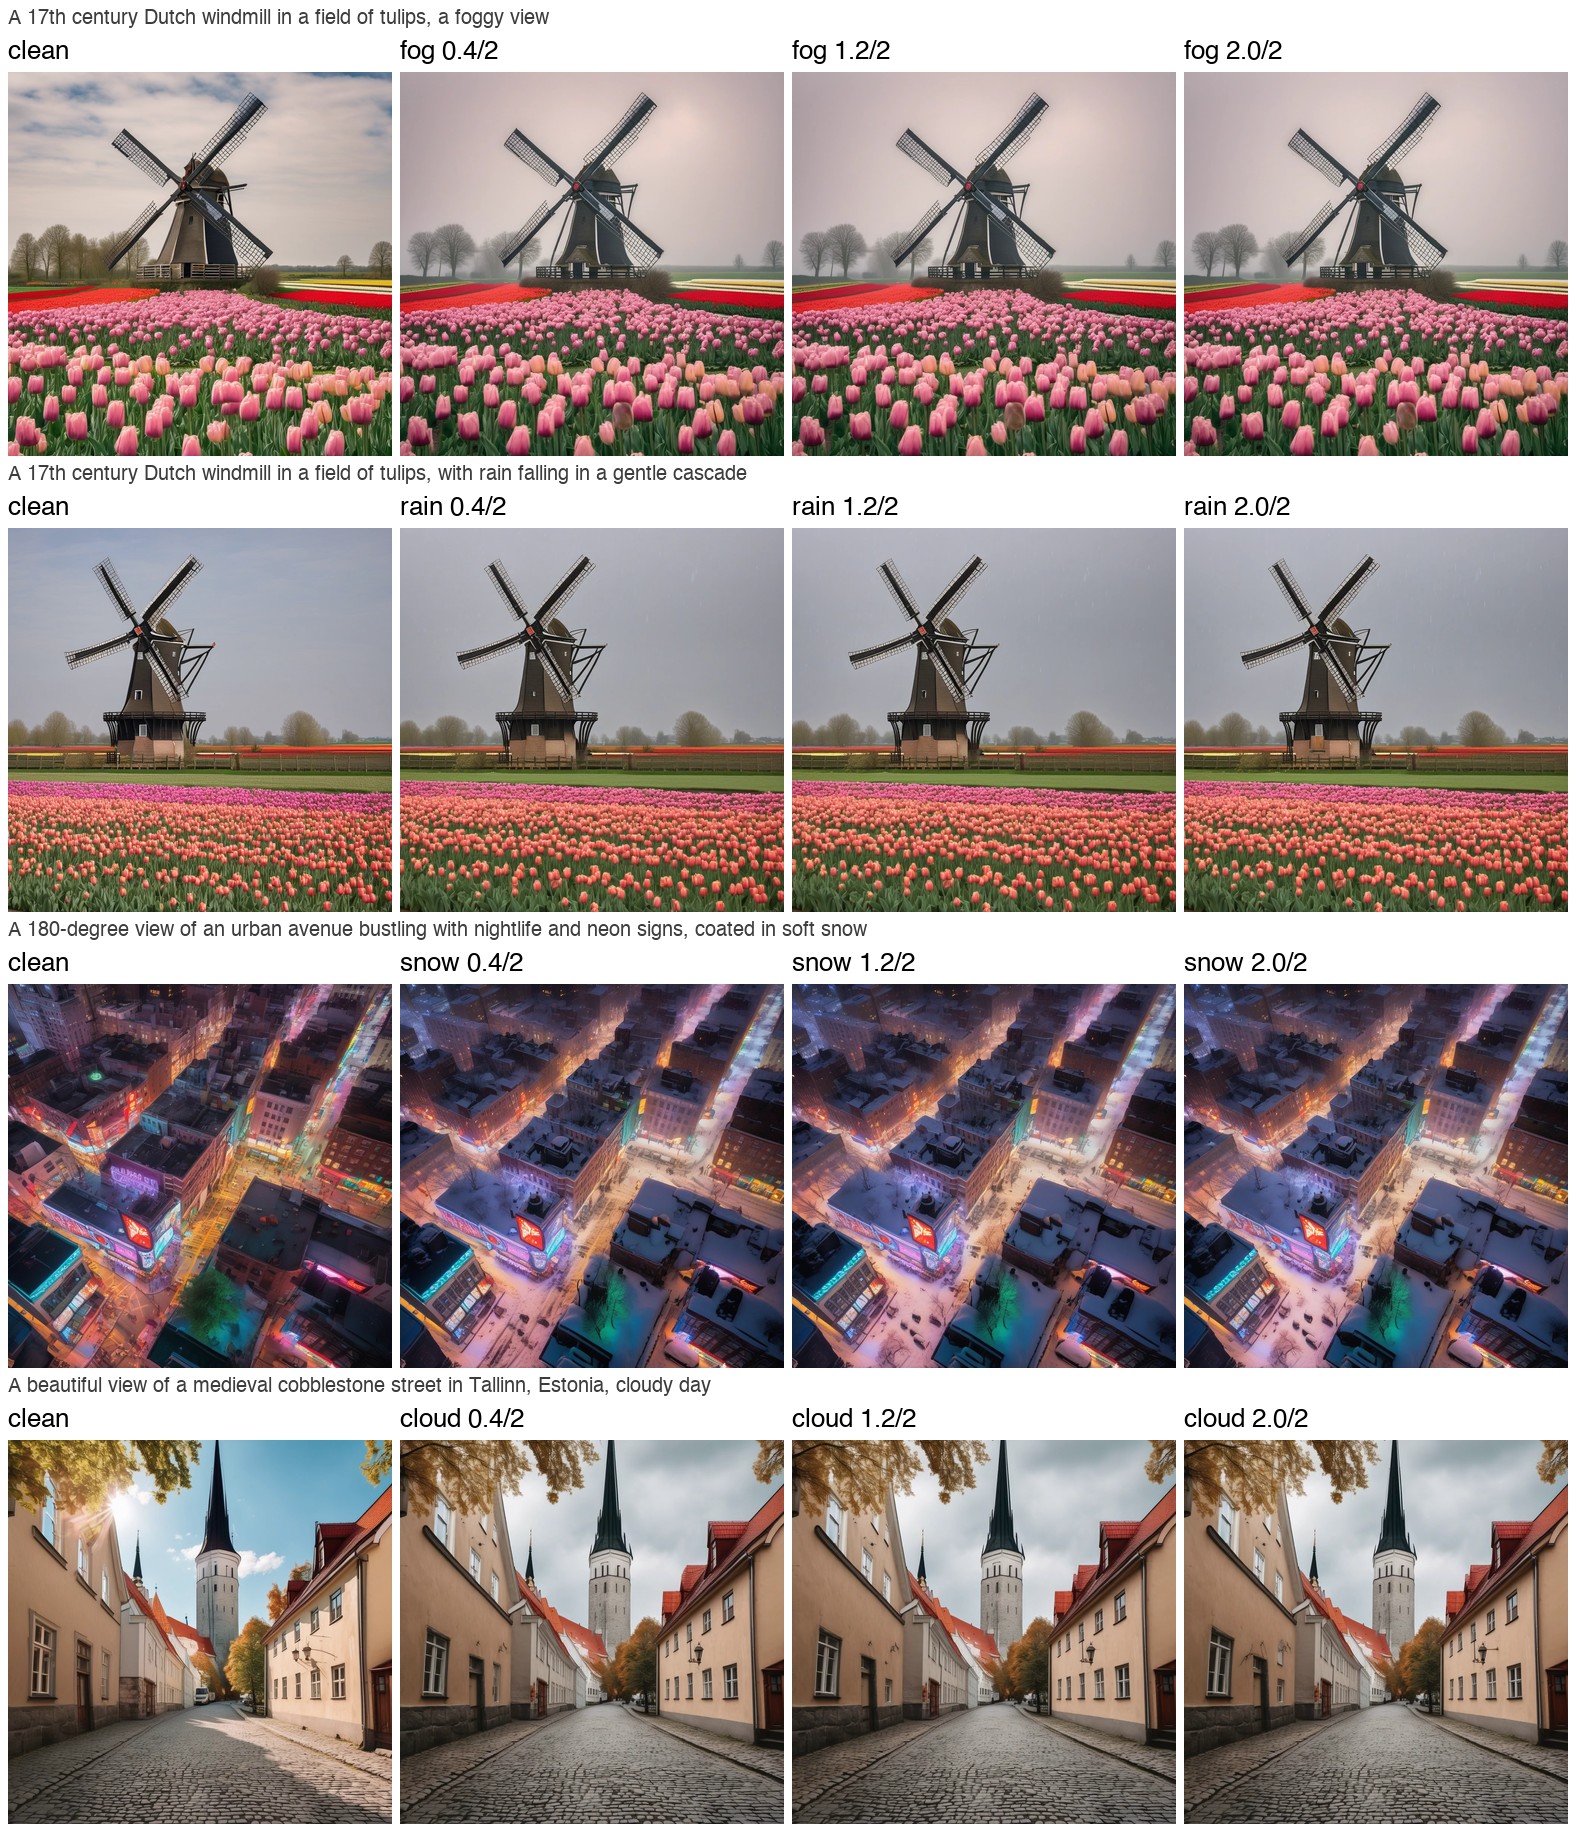 A 17th century Dutch windmill in a field of tulips, a foggy view
clean fog 0.4/2 fog 1.2/2 fog 2.0/2
A 17th century Dutch windmill in a field of tulips, with rain falling in a gentle cascade
clean rain 0.4/2 rain 1.2/2 rain 2.0/2
A 180-degree view of an urban avenue bustling with nightlife and neon signs, coated in soft snow
clean snow 0.4/2 snow 1.2/2 snow 2.0/2
A beautiful view of a medieval cobblestone street in Tallinn, Estonia, cloudy day
clean cloud 0.4/2 cloud 1.2/2 cloud 2.0/2